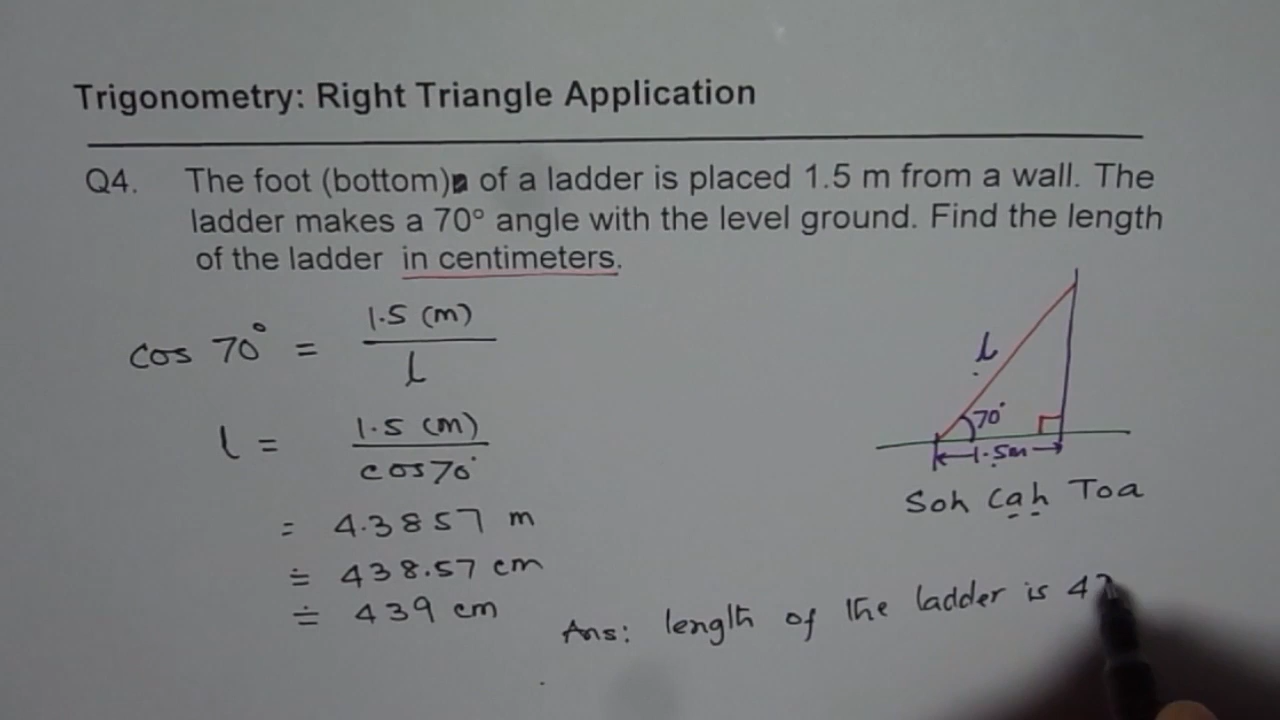 Trigonometry: Right Triangle Application
Q4. The foot (bottom) of a ladder is placed 1.5 m from a wall. The
ladder makes a 70° angle with the level ground. Find the length
of the ladder in centimeters.
cos 70° = 1.5 (m) / l
l = 1.5 (m) / cos70°
= 4.3857 m
≐ 438.57 cm
≐ 439 cm
l
70°
1.5m
Soh Cah Toa
Ans: length of the ladder is 4